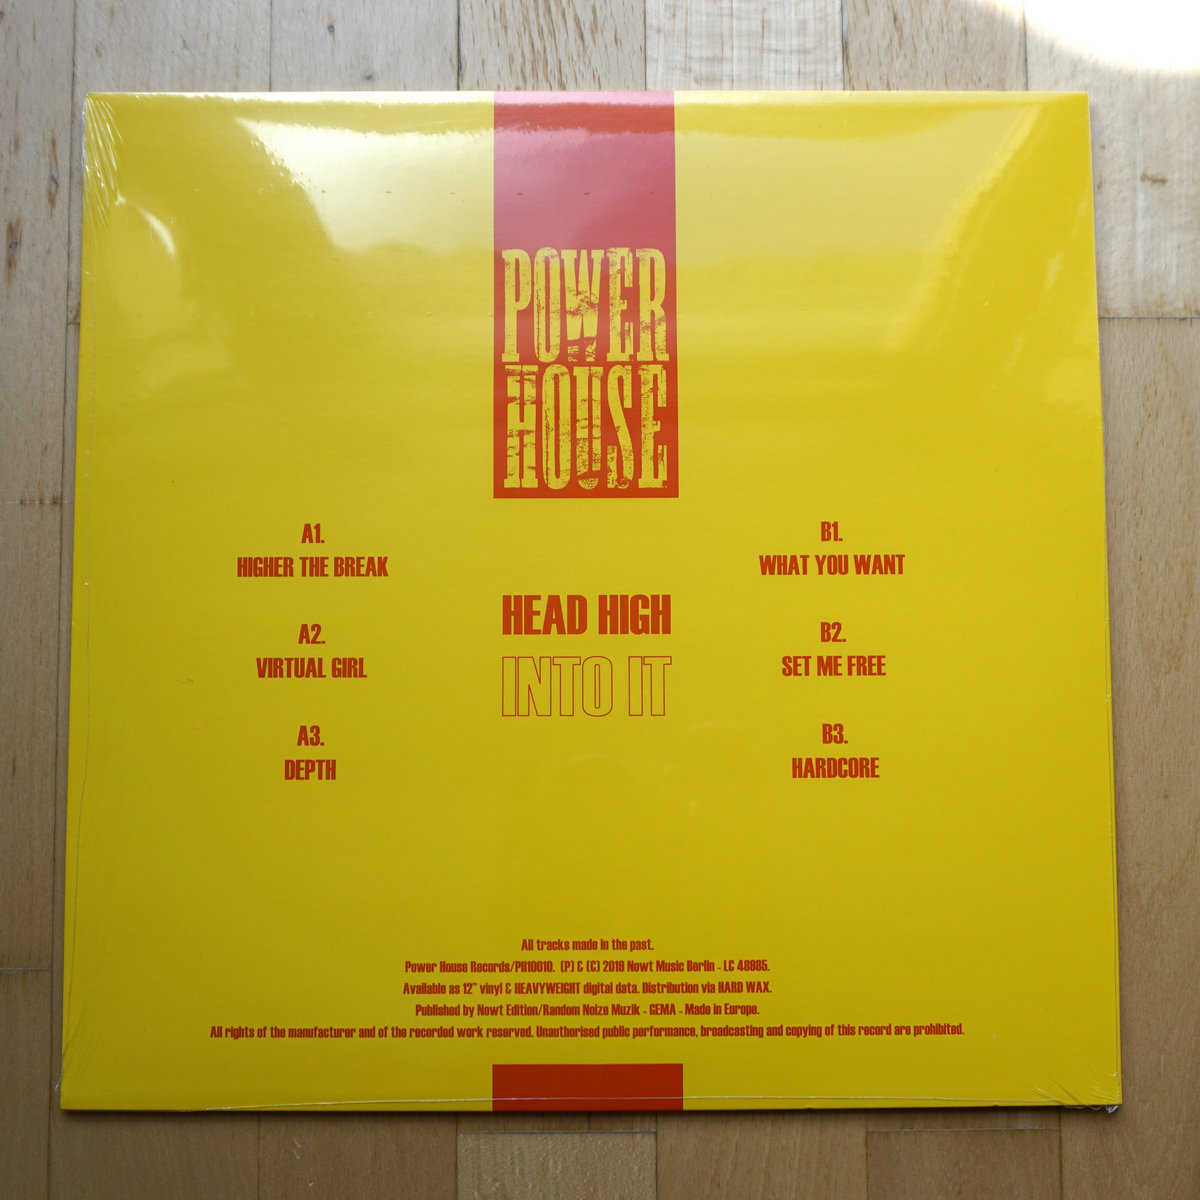 POWER
HOUSE
A1.
HIGHER THE BREAK
A2.
VIRTUAL GIRL
A3.
DEPTH
HEAD HIGH
INTO IT
B1.
WHAT YOU WANT
B2.
SET ME FREE
B3.
HARDCORE
All tracks made in the past.
Power House Records/PH10010. (P) & (C) 2019 Nowt Music Berlin - LC 48985.
Available as 12" vinyl & HEAVYWEIGHT digital data. Distribution via HARD WAX.
Published by Nowt Edition/Random Noize Muzik - GEMA - Made in Europe.
All rights of the manufacturer and of the recorded work reserved. Unauthorised public performance, broadcasting and copying of this record are prohibited.